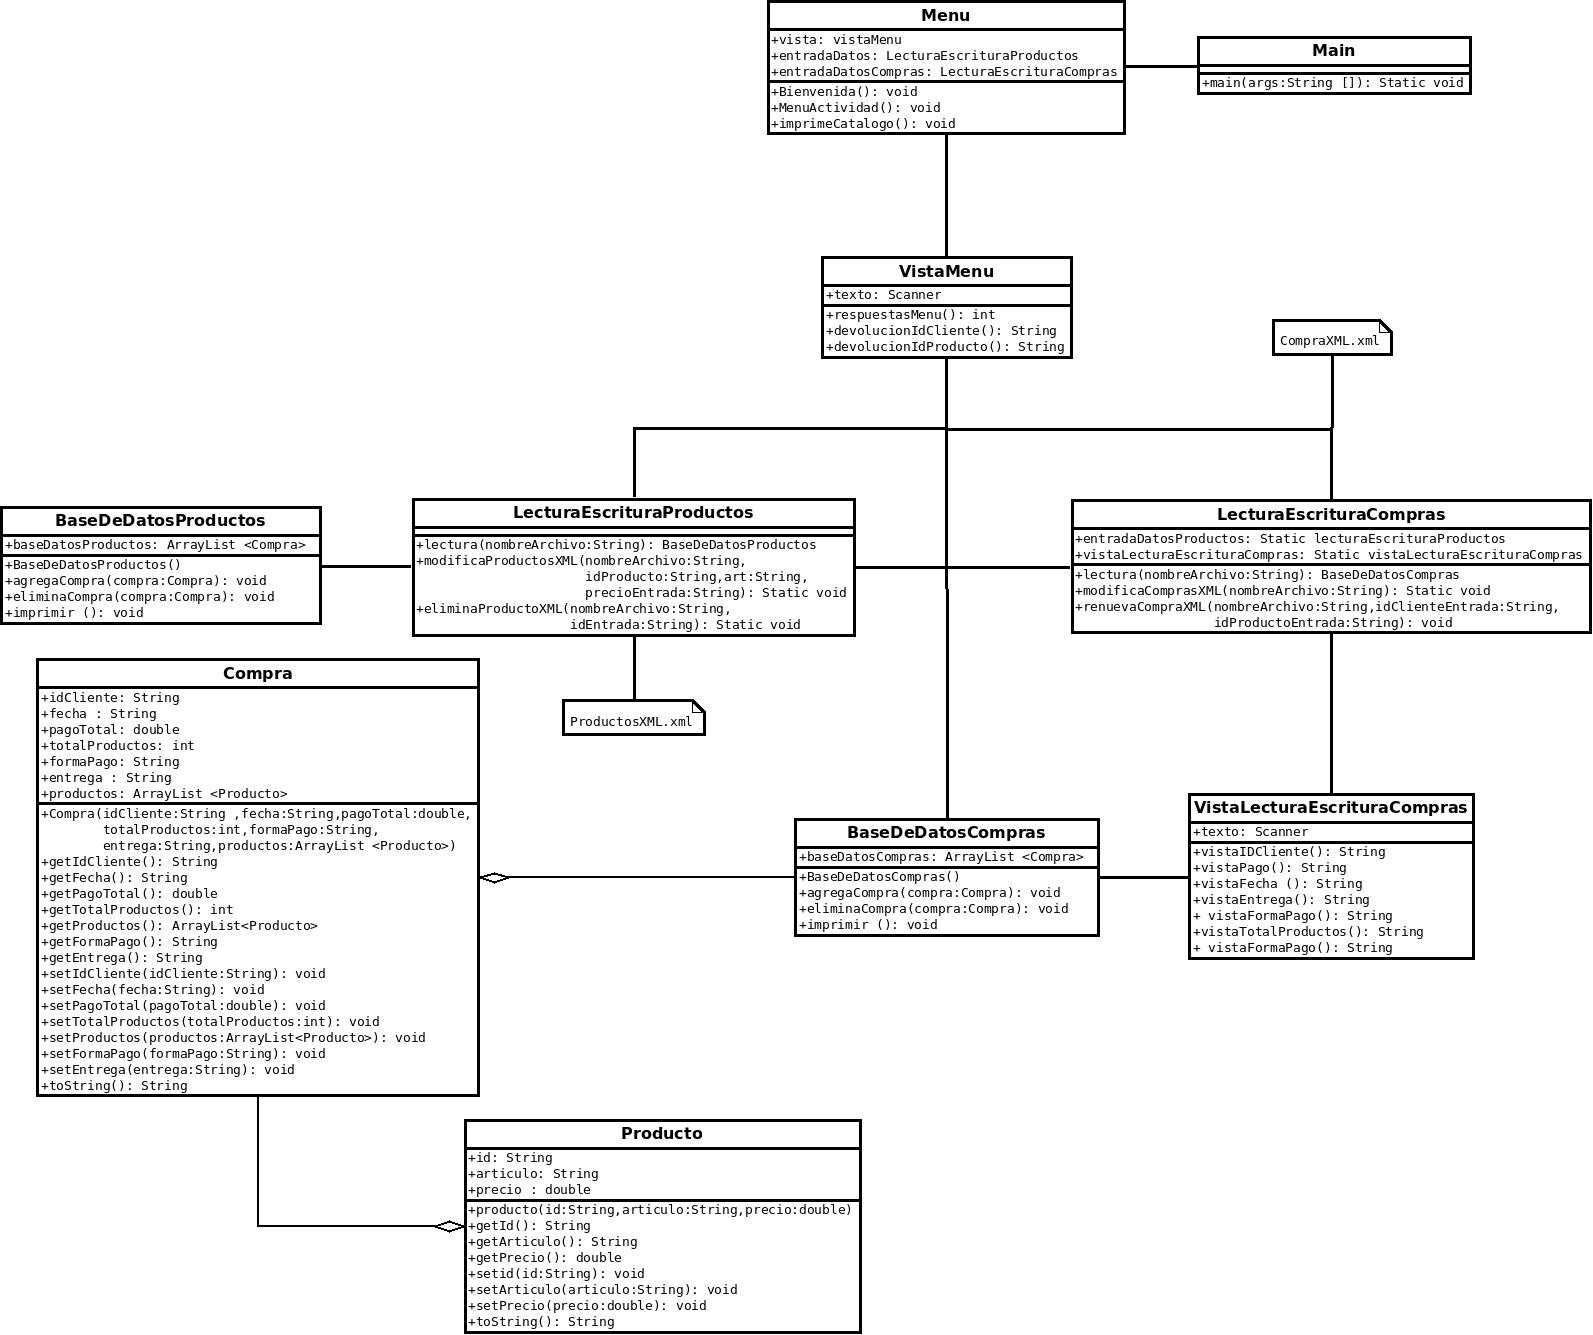 Menu
+vista: vistaMenu
+entradaDatos: LecturaEscrituraProductos
+entradaDatosCompras: LecturaEscrituraCompras
+Bienvenida(): void
+MenuActividad(): void
+imprimeCatalogo(): void
Main
+main(args:String []): Static void
VistaMenu
+texto: Scanner
+respuestasMenu(): int
+devolucionIdCliente(): String
+devolucionIdProducto(): String
CompraXML.xml
BaseDeDatosProductos
+baseDatosProductos: ArrayList <Compra>
+BaseDeDatosProductos()
+agregaCompra(compra:Compra): void
+eliminaCompra(compra:Compra): void
+imprimir (): void
LecturaEscrituraProductos
+lectura(nombreArchivo:String): BaseDeDatosProductos
+modificaProductosXML(nombreArchivo:String,
idProducto:String,art:String,
precioEntrada:String): Static void
+eliminaProductoXML(nombreArchivo:String,
idEntrada:String): Static void
LecturaEscrituraCompras
+entradaDatosProductos: Static lecturaEscrituraProductos
+vistaLecturaEscrituraCompras: Static vistaLecturaEscrituraCompras
+lectura(nombreArchivo:String): BaseDeDatosCompras
+modificaComprasXML(nombreArchivo:String): Static void
+renuevaCompraXML(nombreArchivo:String,idClienteEntrada:String,
idProductoEntrada:String): void
ProductosXML.xml
Compra
+idCliente: String
+fecha : String
+pagoTotal: double
+totalProductos: int
+formaPago: String
+entrega : String
+productos: ArrayList <Producto>
+Compra(idCliente:String ,fecha:String,pagoTotal:double,
totalProductos:int,formaPago:String,
entrega:String,productos:ArrayList <Producto>)
+getIdCliente(): String
+getFecha(): String
+getPagoTotal(): double
+getTotalProductos(): int
+getProductos(): ArrayList<Producto>
+getFormaPago(): String
+getEntrega(): String
+setIdCliente(idCliente:String): void
+setFecha(fecha:String): void
+setPagoTotal(pagoTotal:double): void
+setTotalProductos(totalProductos:int): void
+setProductos(productos:ArrayList<Producto>): void
+setFormaPago(formaPago:String): void
+setEntrega(entrega:String): void
+toString(): String
BaseDeDatosCompras
+baseDatosCompras: ArrayList <Compra>
+BaseDeDatosCompras()
+agregaCompra(compra:Compra): void
+eliminaCompra(compra:Compra): void
+imprimir (): void
VistaLecturaEscrituraCompras
+texto: Scanner
+vistaIDCliente(): String
+vistaPago(): String
+vistaFecha (): String
+vistaEntrega(): String
+ vistaFormaPago(): String
+vistaTotalProductos(): String
+ vistaFormaPago(): String
Producto
+id: String
+articulo: String
+precio : double
+producto(id:String,articulo:String,precio:double)
+getId(): String
+getArticulo(): String
+getPrecio(): double
+setid(id:String): void
+setArticulo(articulo:String): void
+setPrecio(precio:double): void
+toString(): String